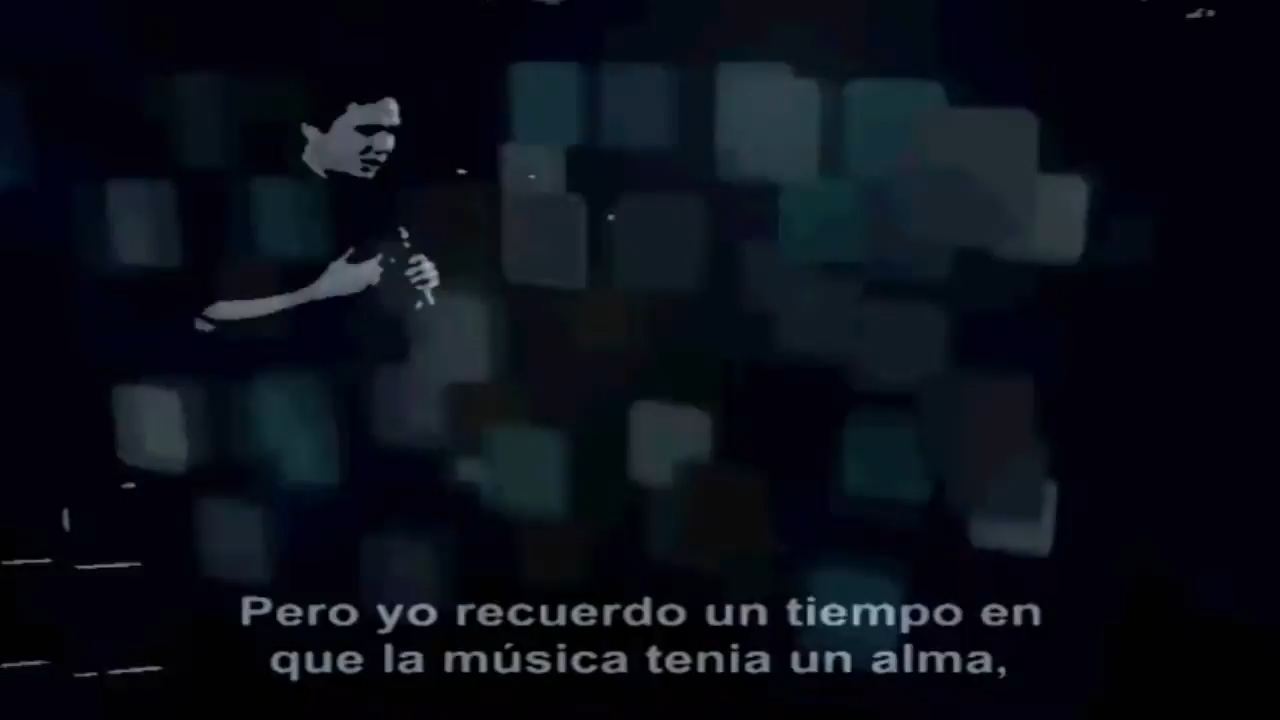 Pero yo recuerdo un tiempo en
que la música tenia un alma,